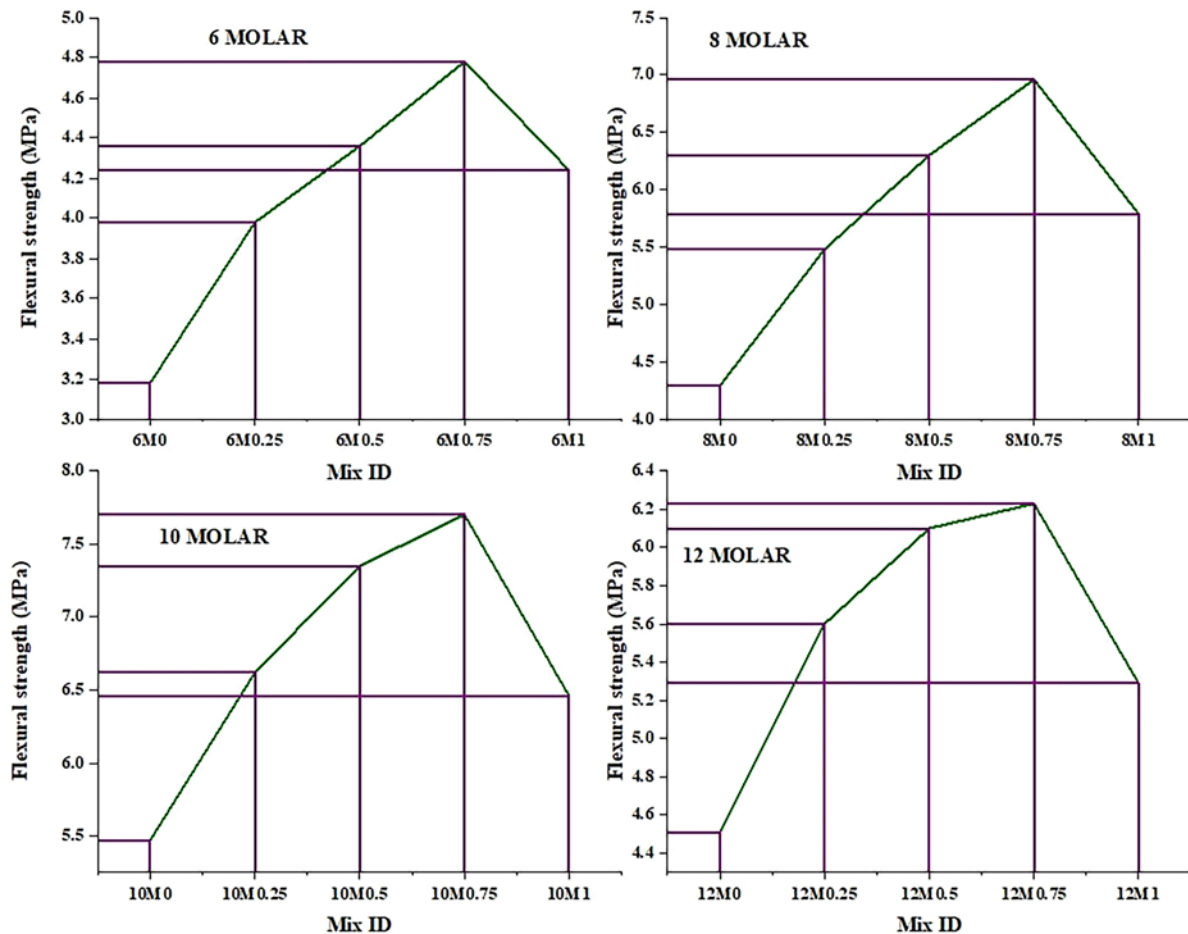 6 MOLAR
Flexural strength (MPa)
5.0
4.8
4.6
4.4
4.2
4.0
3.8
3.6
3.4
3.2
3.0
6M0 6M0.25 6M0.5 6M0.75 6M1
Mix ID
8 MOLAR
Flexural strength (MPa)
7.5
7.0
6.5
6.0
5.5
5.0
4.5
4.0
8M0 8M0.25 8M0.5 8M0.75 8M1
Mix ID
10 MOLAR
Flexural strength (MPa)
8.0
7.5
7.0
6.5
6.0
5.5
10M0 10M0.25 10M0.5 10M0.75 10M1
Mix ID
12 MOLAR
Flexural strength (MPa)
6.4
6.2
6.0
5.8
5.6
5.4
5.2
5.0
4.8
4.6
4.4
12M0 12M0.25 12M0.5 12M0.75 12M1
Mix ID